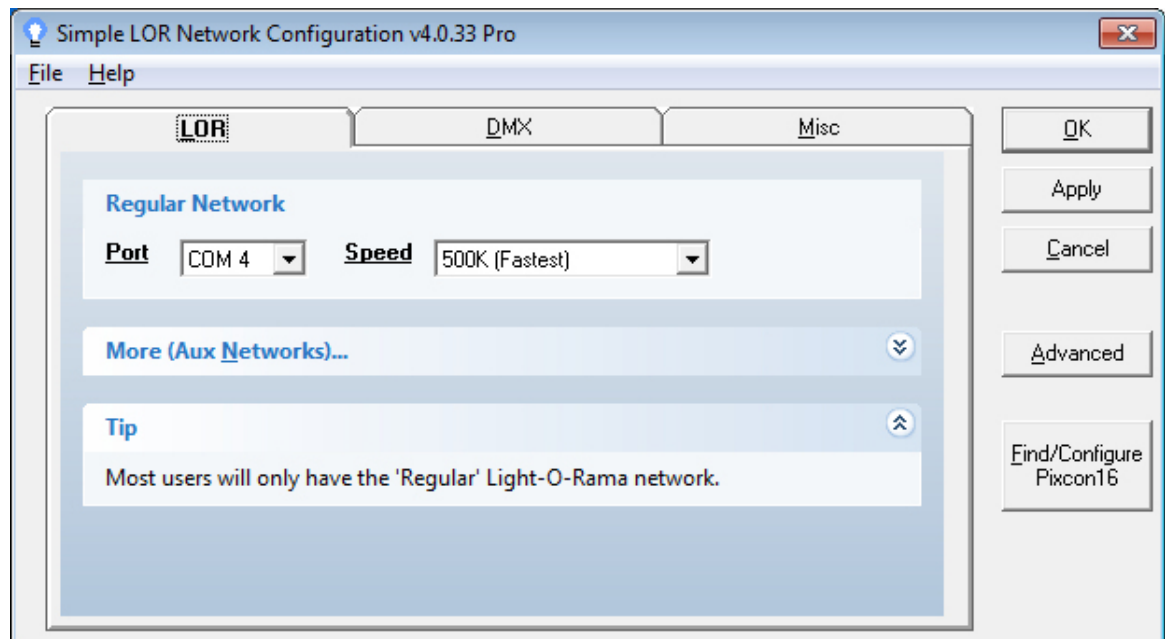 Simple LOR Network Configuration v4.0.33 Pro
File Help
LOR DMX Misc
Regular Network
Port COM 4 Speed 500K (Fastest)
More (Aux Networks)...
Tip
Most users will only have the 'Regular' Light-O-Rama network.
OK
Apply
Cancel
Advanced
Find/Configure
Pixcon16